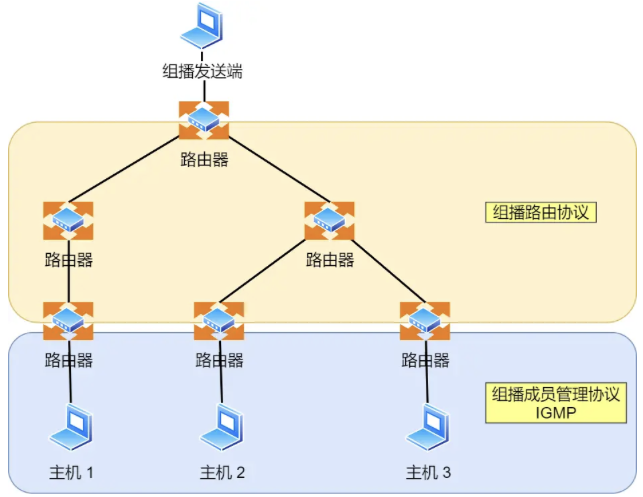 组播发送端
路由器
组播路由协议
路由器
路由器
路由器
路由器
路由器
组播成员管理协议
IGMP
主机 1
主机 2
主机 3